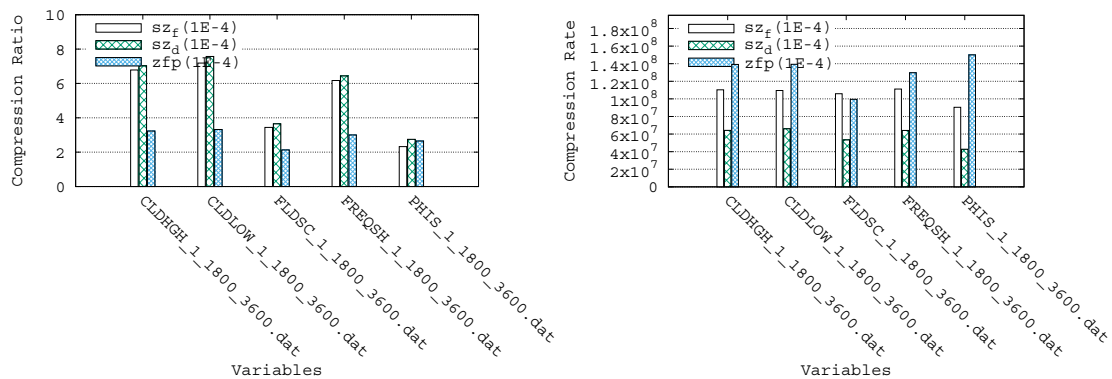 Compression Ratio
10
8
6
4
2
0
sz_f(1E-4)
sz_d(1E-4)
zfp(1E-4)
CLDHGH_1_1800_3600.dat
CLDLOW_1_1800_3600.dat
FLDSC_1_1800_3600.dat
FREQSH_1_1800_3600.dat
PHIS_1_1800_3600.dat
Variables
Compression Rate
1.8x10^8
1.6x10^8
1.4x10^8
1.2x10^8
1x10^8
8x10^7
6x10^7
4x10^7
2x10^7
0
sz_f(1E-4)
sz_d(1E-4)
zfp(1E-4)
CLDHGH_1_1800_3600.dat
CLDLOW_1_1800_3600.dat
FLDSC_1_1800_3600.dat
FREQSH_1_1800_3600.dat
PHIS_1_1800_3600.dat
Variables